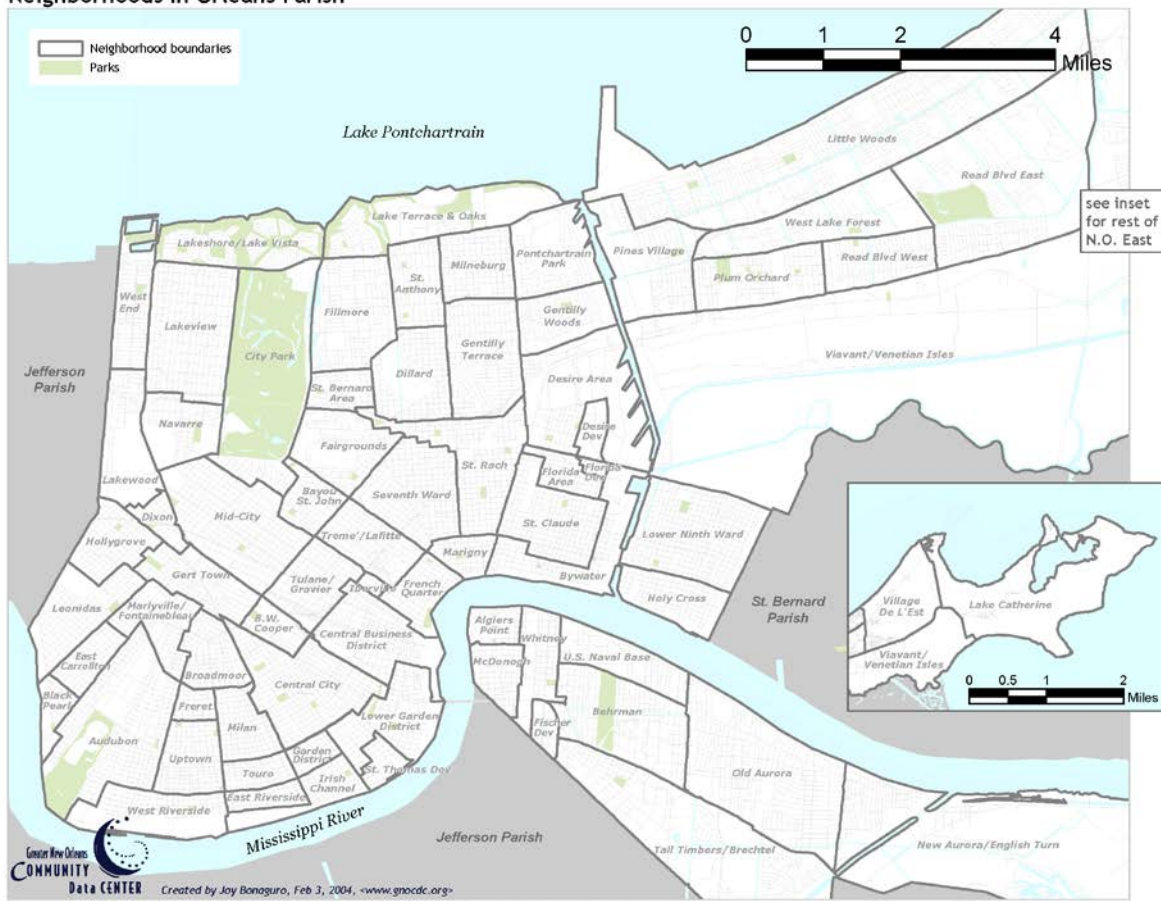 Neighborhoods in Orleans Parish
Neighborhood boundaries
Parks
0 1 2 4
Miles
Lake Pontchartrain
Little Woods
Read Blvd East
see inset
for rest of
N.O. East
Lake Terrace & Oaks
West Lake Forest
Lakeshore/Lake Vista
Pontchartrain
Park
Pines Village
Read Blvd West
Milneburg
St.
Anthony
Plum Orchard
West
End
Lakeview
Fillmore
Gentilly
Woods
City Park
Gentilly
Terrace
Viavant/Venetian Isles
Jefferson
Parish
Dillard
Desire Area
St. Bernard
Area
Navarre
Desire
Dev
Fairgrounds
St. Roch
Lakewood
Florida
Area
Florida
Dev
Bayou
St. John
Seventh Ward
Dixon
Mid-City
St. Claude
Lower Ninth Ward
Hollygrove
Treme'/Lafitte
Marigny
Gert Town
Tulane/
Gravier
Iberville
French
Quarter
Bywater
Holy Cross
Leonidas
Marlyville/
Fontainebleau
B.W.
Cooper
St. Bernard
Parish
Village
De L'Est
Lake Catherine
Viavant/
Venetian Isles
0 0.5 1 2
Miles
Algiers
Point
Whitney
Central Business
District
East
Carrollton
U.S. Naval Base
McDonogh
Broadmoor
Central City
Black
Pearl
Freret
Lower Garden
District
Behrman
Fischer
Dev
Milan
Audubon
Uptown
Garden
District
St. Thomas Dev
Touro
Irish
Channel
Old Aurora
East Riverside
West Riverside
Mississippi River
Jefferson Parish
Tall Timbers/Brechtel
New Aurora/English Turn
Greater New Orleans
COMMUNITY
Data CENTER
Created by Joy Bonaguro, Feb 3, 2004, <www.gnocdc.org>